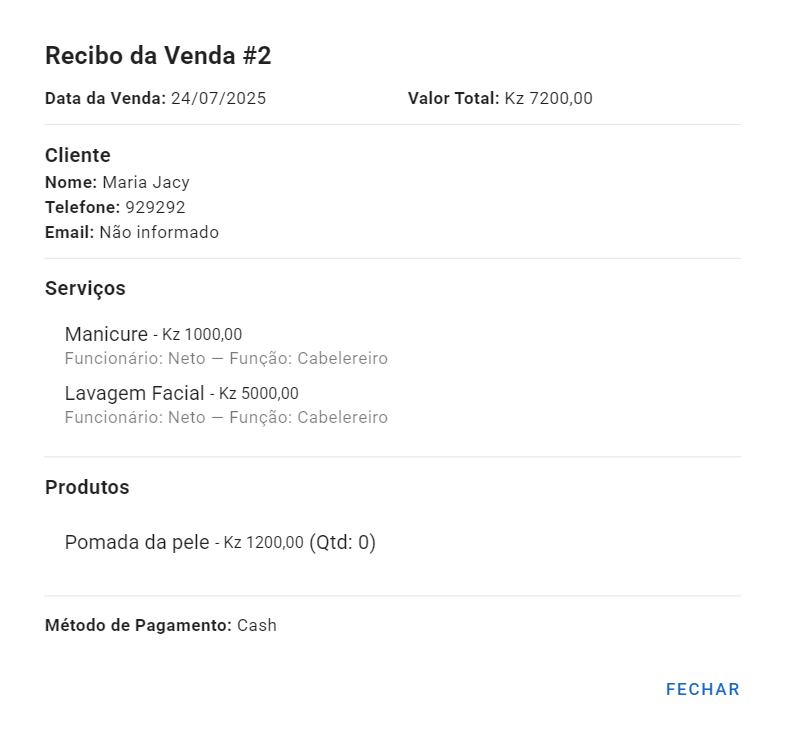 Recibo da Venda #2
Data da Venda: 24/07/2025 Valor Total: Kz 7200,00
Cliente
Nome: Maria Jacy
Telefone: 929292
Email: Não informado
Serviços
Manicure - Kz 1000,00
Funcionário: Neto — Função: Cabelereiro
Lavagem Facial - Kz 5000,00
Funcionário: Neto — Função: Cabelereiro
Produtos
Pomada da pele - Kz 1200,00 (Qtd: 0)
Método de Pagamento: Cash
FECHAR